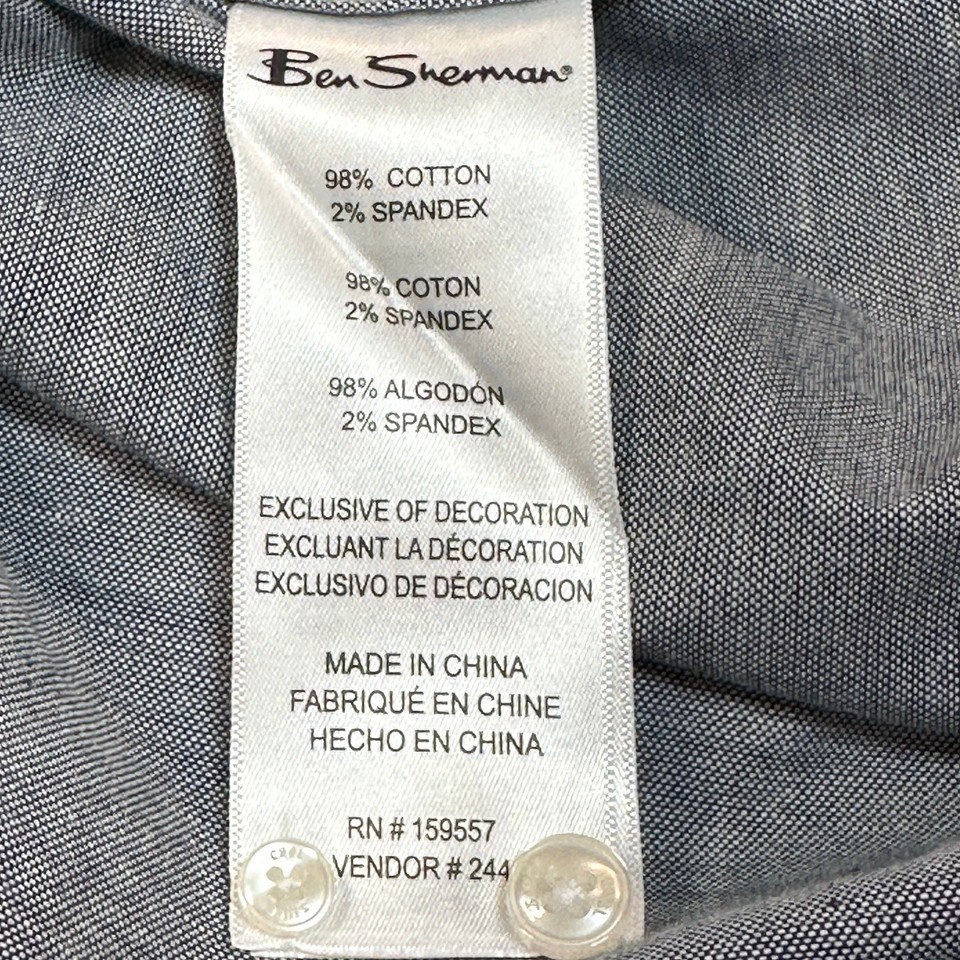 Ben Sherman®
98% COTTON
2% SPANDEX
98% COTON
2% SPANDEX
98% ALGODÓN
2% SPANDEX
EXCLUSIVE OF DECORATION
EXCLUANT LA DÉCORATION
EXCLUSIVO DE DÉCORACION
MADE IN CHINA
FABRIQUÉ EN CHINE
HECHO EN CHINA
RN # 159557
VENDOR # 244